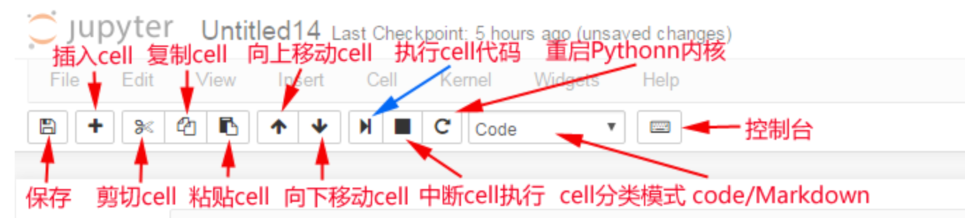 jupyter Untitled14 Last Checkpoint: 5 hours ago (unsaved changes)
插入cell 复制cell 向上移动cell 执行cell代码 重启Pythonn内核
File Edit View Insert Cell Kernel Widgets Help
Code 控制台
保存 剪切cell 粘贴cell 向下移动cell 中断cell执行 cell分类模式 code/Markdown